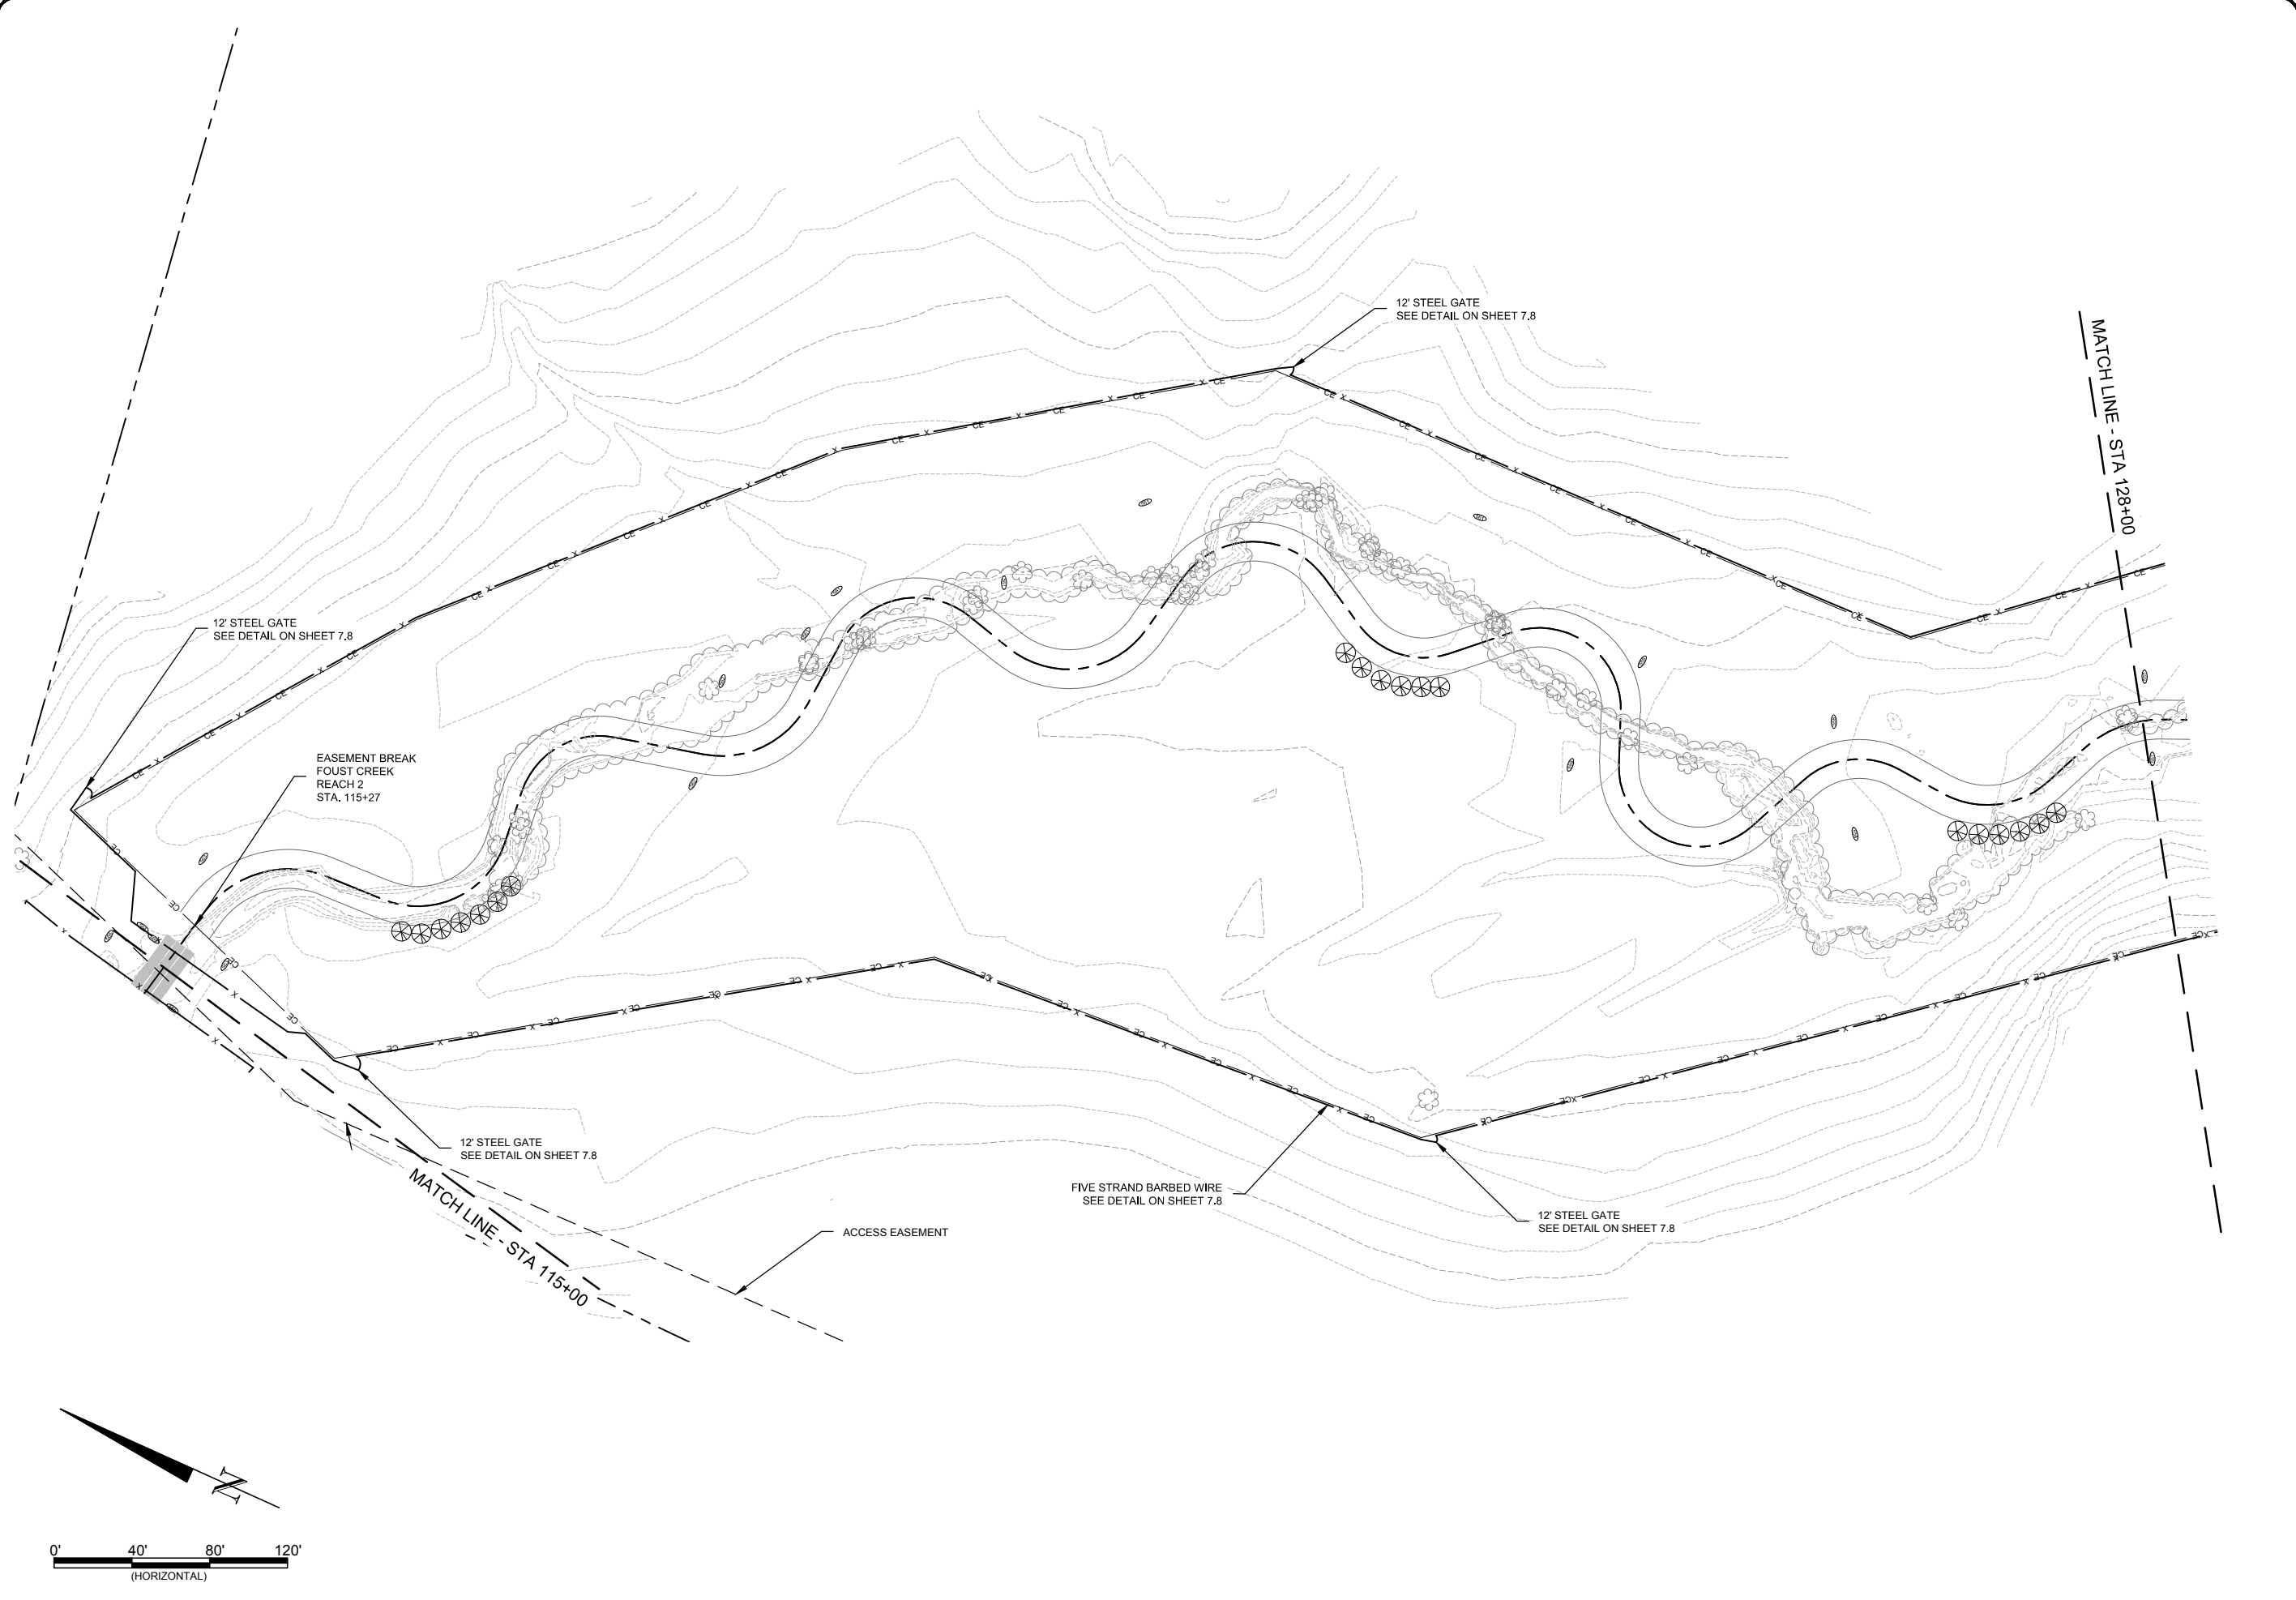 12' STEEL GATE
SEE DETAIL ON SHEET 7.8
MATCH LINE - STA 128+00
12' STEEL GATE
SEE DETAIL ON SHEET 7.8
EASEMENT BREAK
FOUST CREEK
REACH 2
STA. 115+27
12' STEEL GATE
SEE DETAIL ON SHEET 7.8
MATCH LINE - STA 115+00
FIVE STRAND BARBED WIRE
SEE DETAIL ON SHEET 7.8
12' STEEL GATE
SEE DETAIL ON SHEET 7.8
ACCESS EASEMENT
N
0' 40' 80' 120'
(HORIZONTAL)